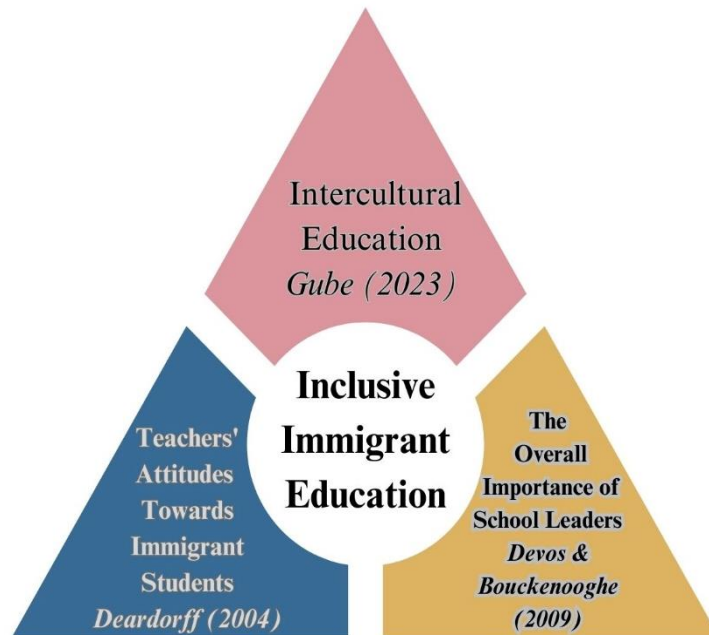 Intercultural
Education
Gube (2023)
Inclusive
Immigrant
Education
Teachers'
Attitudes
Towards
Immigrant
Students
Deardorff (2004)
The
Overall
Importance of
School Leaders
Devos &
Bouckenooghe
(2009)